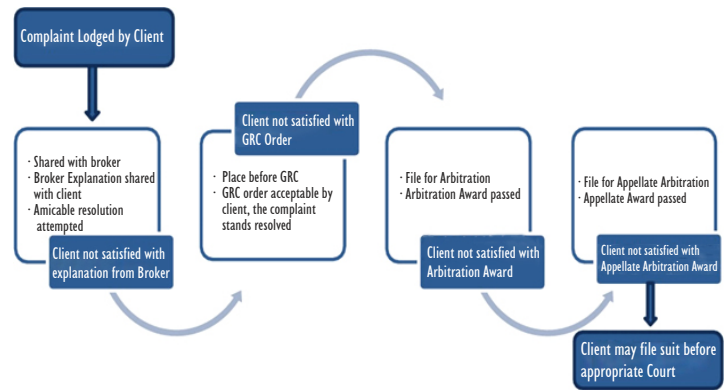 Complaint Lodged by Client
· Shared with broker
· Broker Explanation shared
with client
· Amicable resolution
attempted
Client not satisfied with
explanation from Broker
Client not satisfied with
GRC Order
· Place before GRC
· GRC order acceptable by
client, the complaint
stands resolved
· File for Arbitration
· Arbitration Award passed
Client not satisfied with
Arbitration Award
· File for Appellate Arbitration
· Appellate Award passed
Client not satisfied with
Appellate Arbitration Award
Client may file suit before
appropriate Court